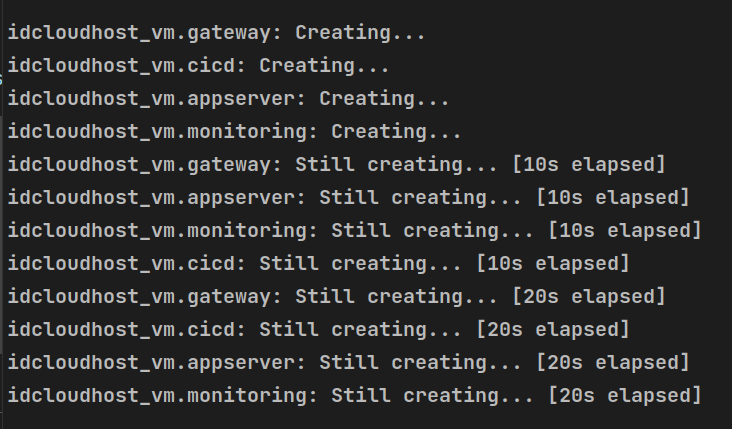 idcloudhost_vm.gateway: Creating...
idcloudhost_vm.cicd: Creating...
idcloudhost_vm.appserver: Creating...
idcloudhost_vm.monitoring: Creating...
idcloudhost_vm.gateway: Still creating... [10s elapsed]
idcloudhost_vm.appserver: Still creating... [10s elapsed]
idcloudhost_vm.monitoring: Still creating... [10s elapsed]
idcloudhost_vm.cicd: Still creating... [10s elapsed]
idcloudhost_vm.gateway: Still creating... [20s elapsed]
idcloudhost_vm.cicd: Still creating... [20s elapsed]
idcloudhost_vm.appserver: Still creating... [20s elapsed]
idcloudhost_vm.monitoring: Still creating... [20s elapsed]